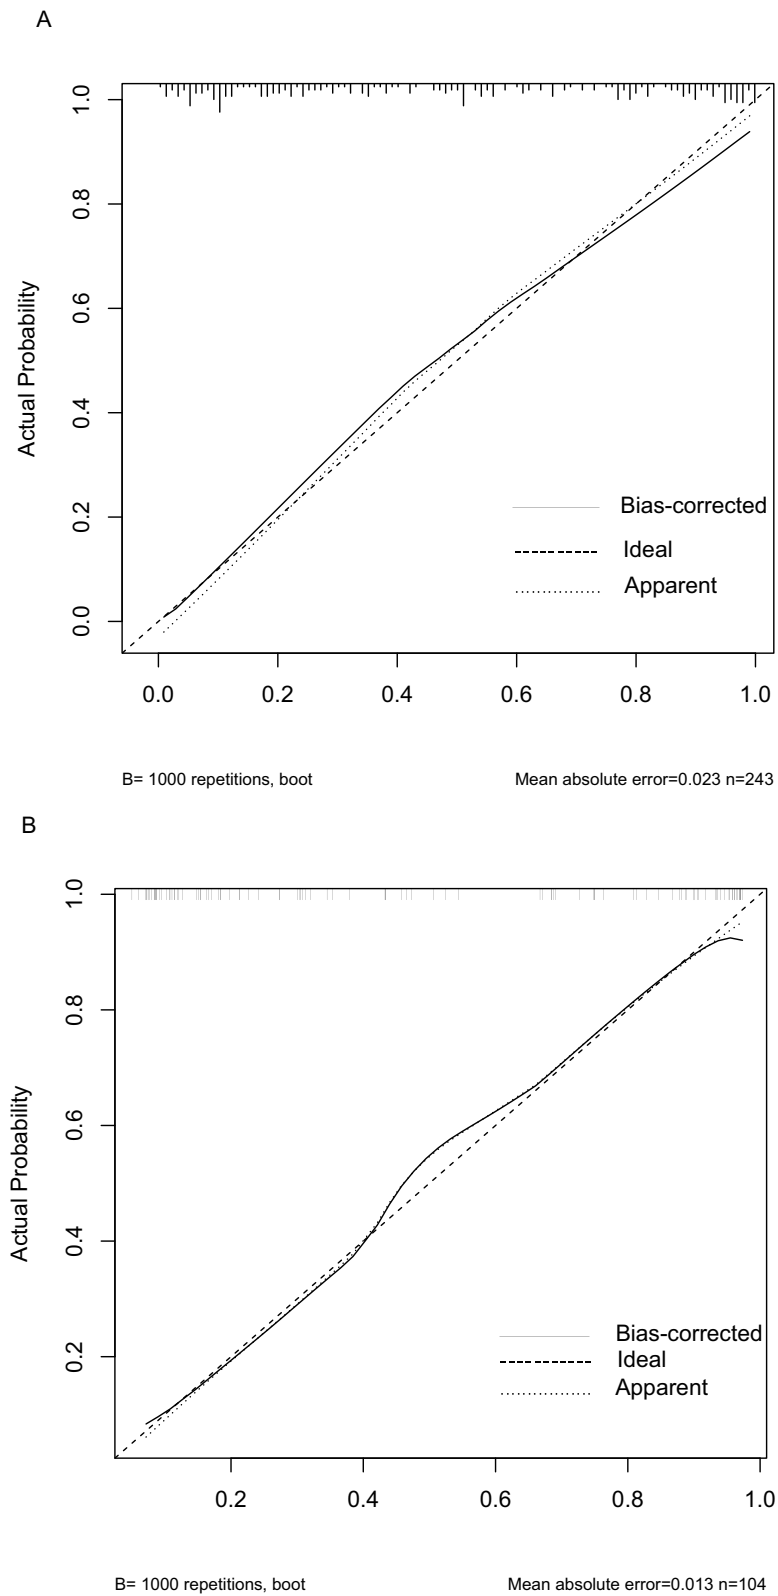 A
Actual Probability
1.0
0.8
0.6
0.4
0.2
0.0
Bias-corrected
Ideal
Apparent
0.0 0.2 0.4 0.6 0.8 1.0
B= 1000 repetitions, boot Mean absolute error=0.023 n=243
B
Actual Probability
1.0
0.8
0.6
0.4
0.2
Bias-corrected
Ideal
Apparent
0.2 0.4 0.6 0.8 1.0
B= 1000 repetitions, boot Mean absolute error=0.013 n=104